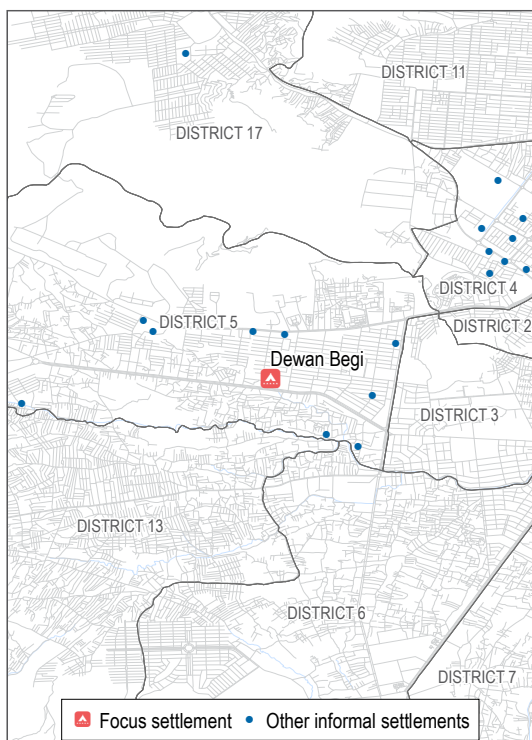 DISTRICT 11
DISTRICT 17
DISTRICT 4
DISTRICT 5
DISTRICT 2
Dewan Begi
DISTRICT 3
DISTRICT 13
DISTRICT 6
DISTRICT 7
Focus settlement
Other informal settlements